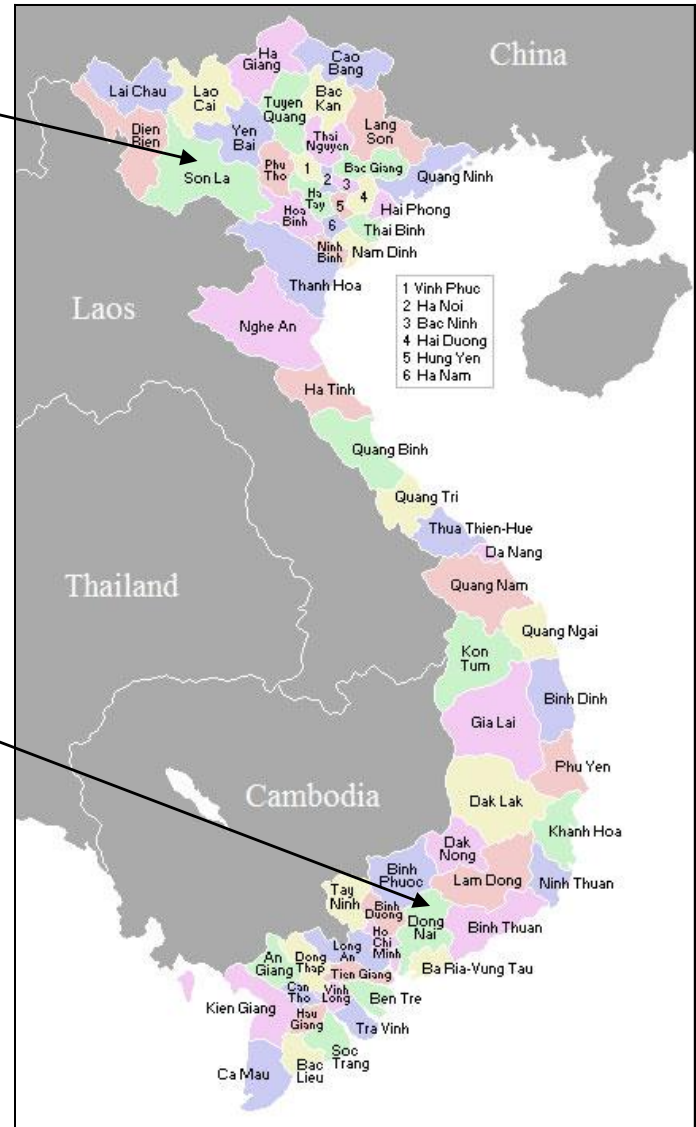 China
Ha
Giang
Cao
Bang
Lai Chau
Lao
Cai
Tuyen
Quang
Bac
Kan
Dien
Bien
Yen
Bai
Thai
Nguyen
Lang
Son
Son La
Phu
Tho
1
2
3
Bac Giang
Quang Ninh
Ha
Tay
5
4
Hoa
Binh
6
Hai Phong
Thai Binh
Ninh
Binh
Nam Dinh
Thanh Hoa
Laos
Nghe An
1 Vinh Phuc
2 Ha Noi
3 Bac Ninh
4 Hai Duong
5 Hung Yen
6 Ha Nam
Ha Tinh
Quang Binh
Quang Tri
Thua Thien-Hue
Da Nang
Thailand
Quang Nam
Quang Ngai
Kon
Tum
Binh Dinh
Gia Lai
Phu Yen
Cambodia
Dak Lak
Khanh Hoa
Dak
Nong
Binh
Phuoc
Lam Dong
Ninh Thuan
Tay
Ninh
Binh
Duong
Dong
Nai
Binh Thuan
Ho
Chi
Minh
An
Giang
Dong
Thap
Long
An
Tien Giang
Ba Ria-Vung Tau
Can
Tho
Vinh
Long
Ben Tre
Kien Giang
Hau
Giang
Tra Vinh
Soc
Trang
Ca Mau
Bac
Lieu